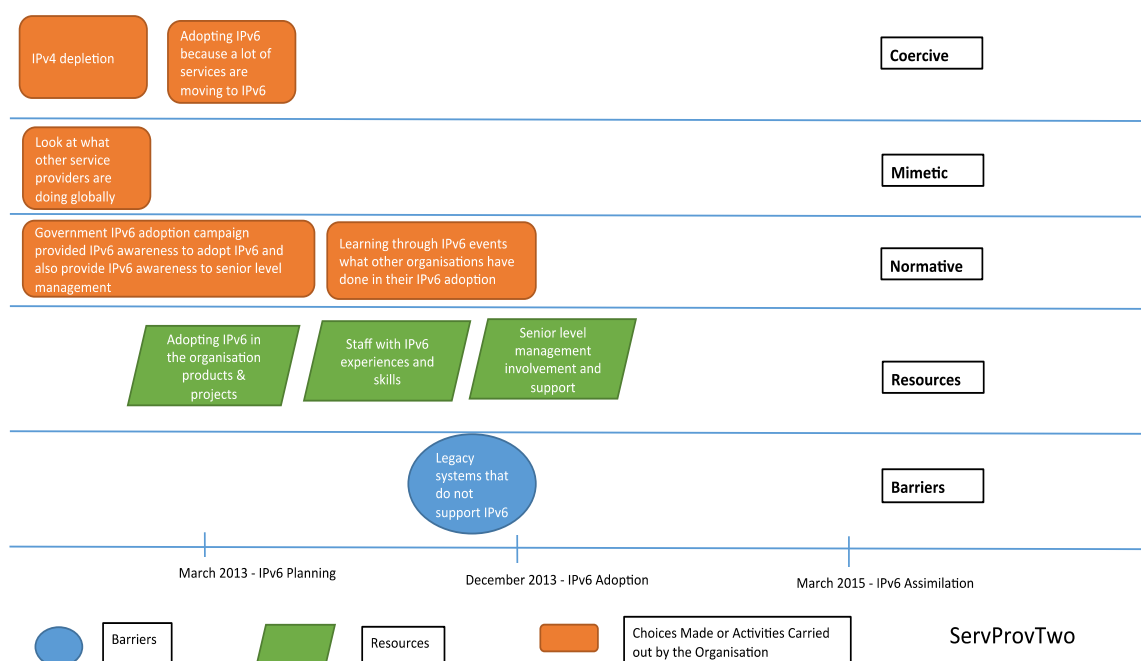 IPv4 depletion
Adopting IPv6
because a lot of
services are
moving to IPv6
Coercive
Look at what
other service
providers are
doing globally
Mimetic
Government IPv6 adoption campaign
provided IPv6 awareness to adopt IPv6 and
also provide IPv6 awareness to senior level
management
Learning through IPv6 events
what other organisations have
done in their IPv6 adoption
Normative
Adopting IPv6 in
the organisation
products &
projects
Staff with IPv6
experiences and
skills
Senior level
management
involvement and
support
Resources
Legacy
systems that
do not
support IPv6
Barriers
March 2013 - IPv6 Planning
December 2013 - IPv6 Adoption
March 2015 - IPv6 Assimilation
Barriers
Resources
Choices Made or Activities Carried
out by the Organisation
ServProvTwo